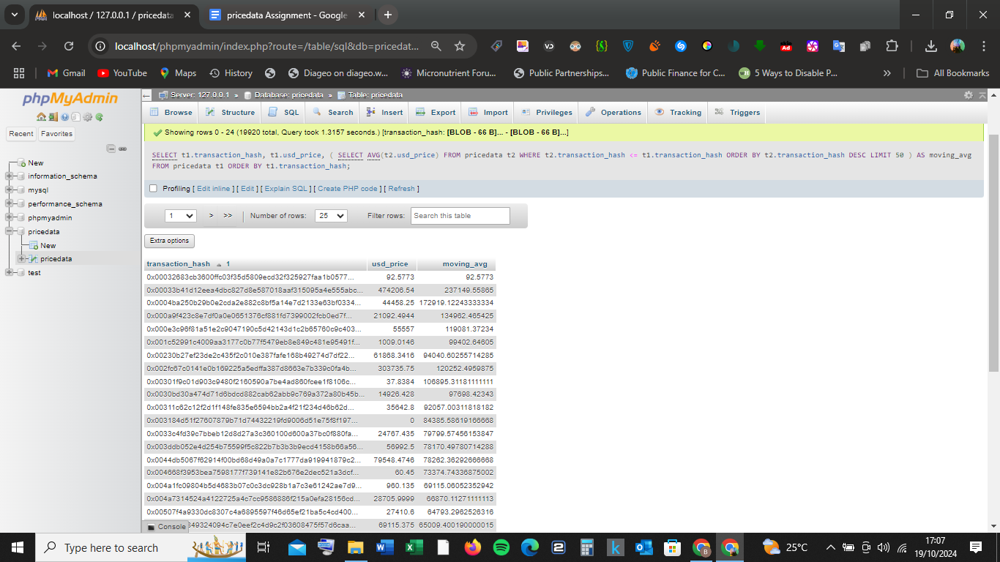 localhost / 127.0.0.1 / pricedata
pricedata Assignment - Google
localhost/phpmyadmin/index.php?route=/table/sql&db=pricedat...
Gmail
YouTube
Maps
History
Diageo on diageo.w...
Micronutrient Foru...
Public Partnerships...
Public Finance for C...
5 Ways to Disable P...
»
All Bookmarks
phpMyAdmin
Recent
Favorites
New
information_schema
mysql
performance_schema
phpmyadmin
pricedata
New
pricedata
test
Server: 127.0.0.1 » Database: pricedata » Table: pricedata
Browse
Structure
SQL
Search
Insert
Export
Import
Privileges
Operations
Tracking
Triggers
Showing rows 0 - 24 (19920 total, Query took 1.3157 seconds.) [transaction_hash: [BLOB - 66 B]... - [BLOB - 66 B]...]
SELECT t1.transaction_hash, t1.usd_price, ( SELECT AVG(t2.usd_price) FROM pricedata t2 WHERE t2.transaction_hash <= t1.transaction_hash ORDER BY t2.transaction_hash DESC LIMIT 50 ) AS moving_avg
FROM pricedata t1 ORDER BY t1.transaction_hash;
Profiling [ Edit inline ] [ Edit ] [ Explain SQL ] [ Create PHP code ] [ Refresh ]
1 > >> | Number of rows: 25 Filter rows: Search this table
Extra options
transaction_hash 1 usd_price moving_avg
0x00032683cb3600ffc03f35d5809ecd32f325927faa1b0577... 92.5773 92.5773
0x00033b41d12eea4dbc827d8e587018aaf315095a4e555abc... 474206.54 237149.55865
0x0004ba250b29b0e2cda2e882c8bf5a14e7d2133e63bf0334... 44458.25 172919.12243333334
0x000a9f423c8e7df0a0e0651376cf881fd7399002fcb0ed7f... 21092.4944 134962.465425
0x000e3c96f81a51e2c9047190c5d42143d1c2b65760c9c403... 55557 119081.37234
0x001c52991c4009aa3177c0b77f5479eb8e849c481e95491f... 1009.0146 99402.64605
0x00230b27ef23de2c435f2c010e387fafe168b49274d7df22... 61868.3416 94040.60255714285
0x002fc67c0141e0b169225a5edffa387d8663e7b339c0fa4b... 303735.75 120252.4959875
0x00301f9c01d903c9480f2160590a7be4ad860fcee1f8106c... 37.8384 106895.31181111111
0x0030bd30a474d71d6bdcd882cab62abb9c769a372a80b45b... 14926.428 97698.42343
0x00311c62c12f2d1f148fe835e6594bb2a4f21f234d46b62d... 35642.8 92057.00311818182
0x003184d51f27607879b71d74432219fd9006d51e75f8f197... 0 84385.58619166668
0x0033c4fd39c7bbeb12d8d27a3c360100d600a37bc0f880fa... 24767.435 79799.57456153847
0x003ddb052e4d254b75599f5c822b7b3b3b9ecd4158b66a56... 56992.5 78170.49780714288
0x0044db5067f62914f00bd68d49a0a7c1777da919941879c2... 79548.4746 78262.36292666668
0x004668f3953bea7598177f739141e82b676e2dec521a3dcf... 60.45 73374.74336875002
0x004a1fc09804b5d4683b07c0c3dc928b1a7c3e61242ae7d9... 960.135 69115.06052352942
0x004a7314524a4122725a4c7cc9586886f215a0efa28156cd... 28705.9999 66870.11271111113
0x00507f4a9330dc8307c4a6895597f46d65ef21ba5c4cd400... 27410.6 64793.2962526316
349324094c7e0eef2c4d9c2f03608475f57d6caa... 69115.375 65009.400190000015
Console
Type here to search
25°C
17:07
19/10/2024